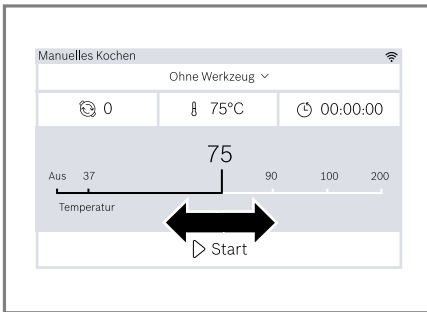 Manuelles Kochen
Ohne Werkzeug
0 75°C 00:00:00
75
Aus 37 90 100 200
Temperatur
Start